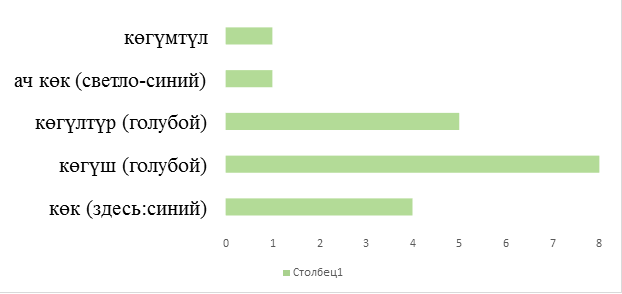 көгүмтүл
ач көк (светло-синий)
көгүлтүр (голубой)
көгүш (голубой)
көк (здесь:синий)
0 1 2 3 4 5 6 7 8
Столбец1